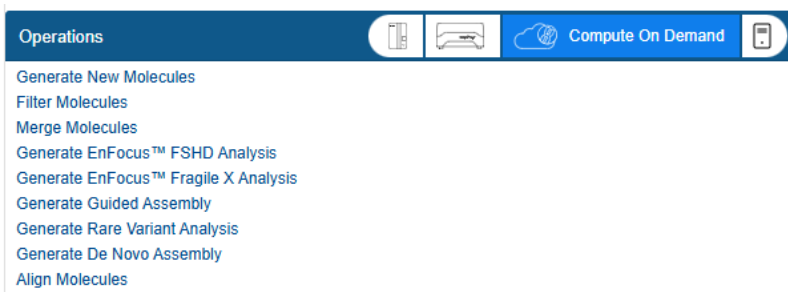 Operations
Compute On Demand
Generate New Molecules
Filter Molecules
Merge Molecules
Generate EnFocus™ FSHD Analysis
Generate EnFocus™ Fragile X Analysis
Generate Guided Assembly
Generate Rare Variant Analysis
Generate De Novo Assembly
Align Molecules